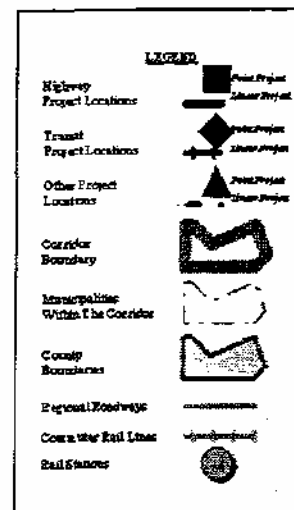 LEGEND
Highway
Project Locations
Point Project
Linear Project
Transit
Project Locations
Point Project
Linear Project
Other Project
Locations
Point Project
Linear Project
Corridor
Boundary
Municipalities
Within The Corridor
County
Boundaries
Regional Roadways
Commuter Rail Lines
Rail Stations